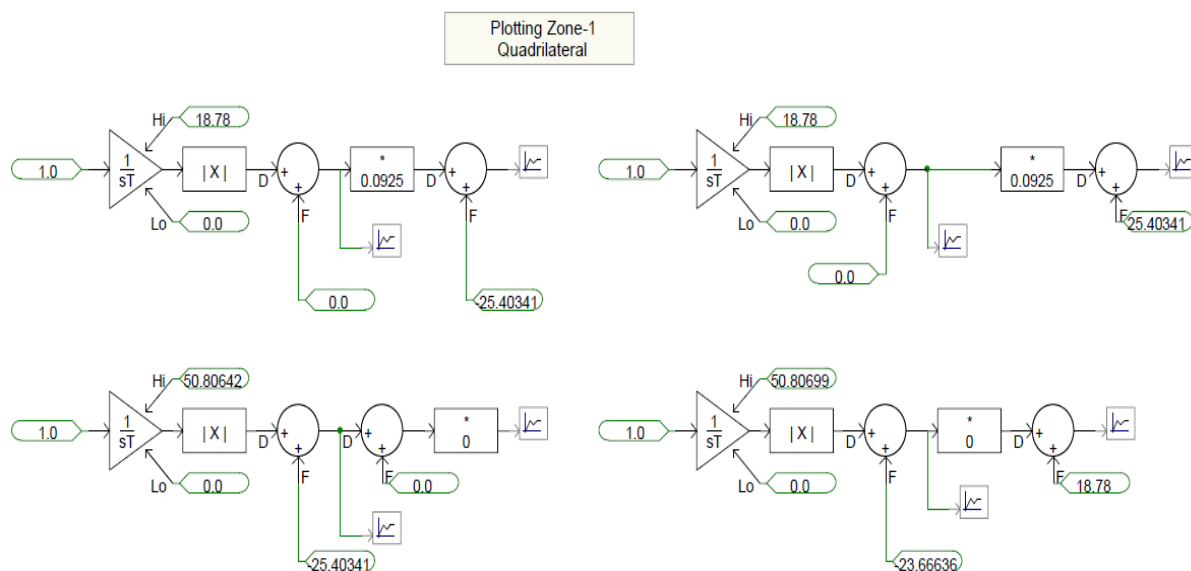 Plotting Zone-1
Quadrilateral
Hi 18.78
1.0
1
sT
|X|
D + + F
*
0.0925
D + + F
Lo 0.0
0.0
-25.40341
Hi 18.78
1.0
1
sT
|X|
D + + F
*
0.0925
D + + F
Lo 0.0
25.40341
0.0
Hi 50.80642
1.0
1
sT
|X|
D + + F
D + + F
*
0
Lo 0.0
0.0
-25.40341
Hi 50.80699
1.0
1
sT
|X|
D + + F
*
0
D + + F
Lo 0.0
18.78
-23.66636